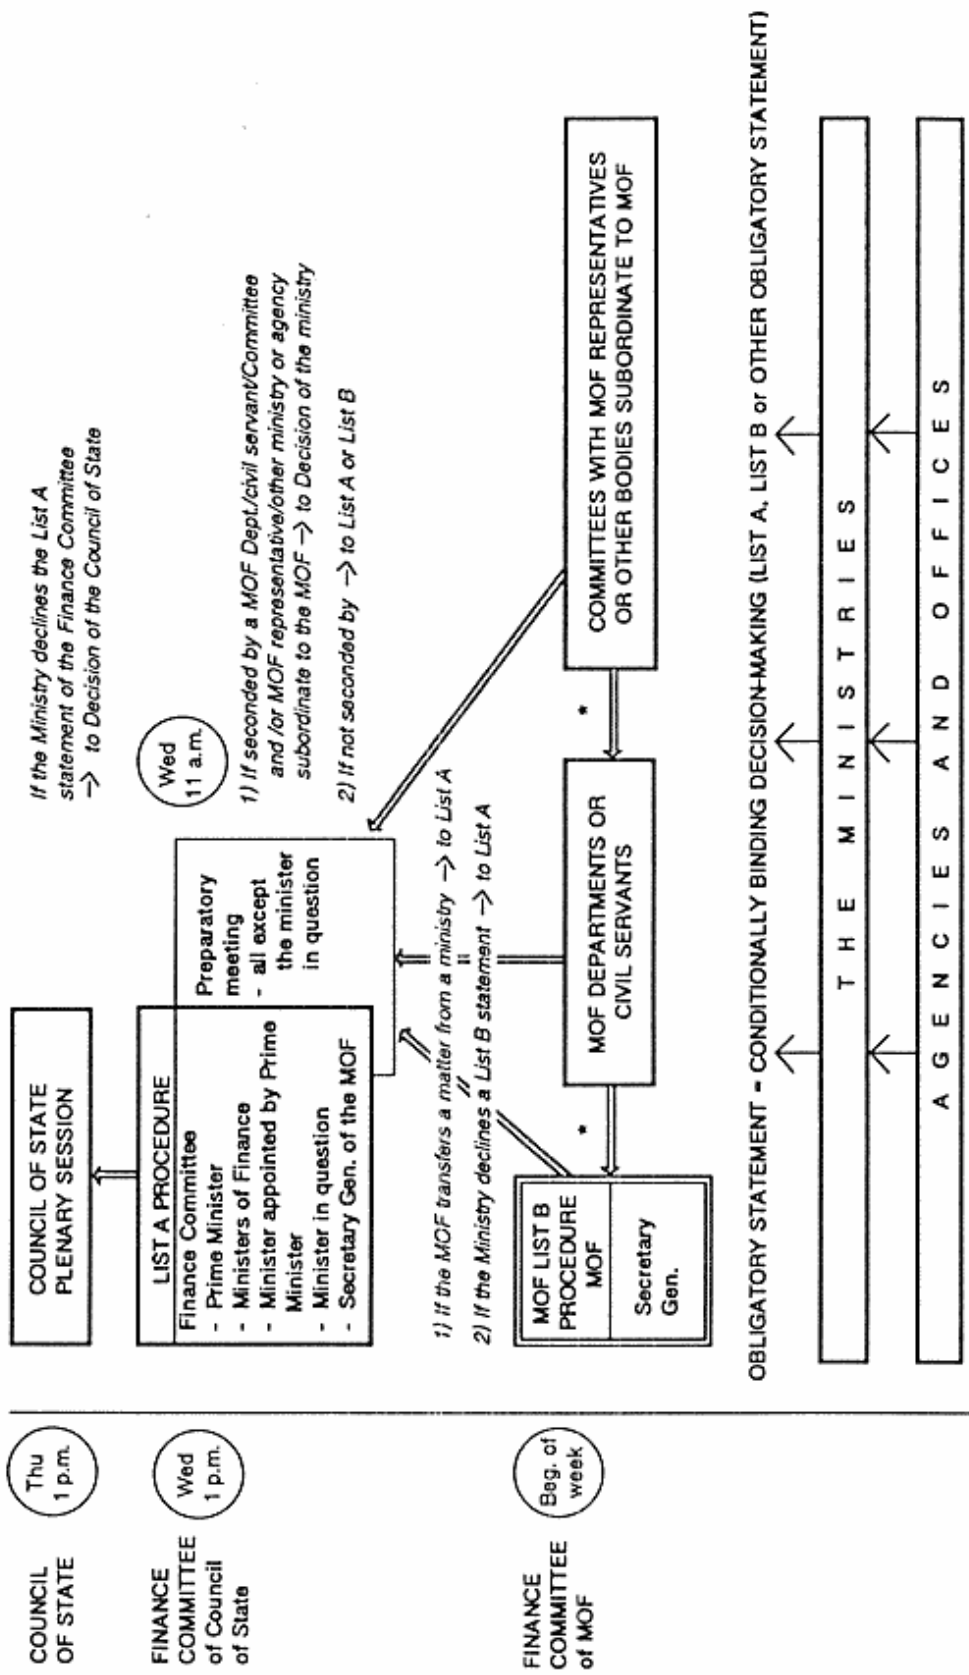 COUNCIL
OF STATE
Thu
1 p.m.
COUNCIL OF STATE
PLENARY SESSION
If the Ministry declines the List A
statement of the Finance Committee
–> to Decision of the Council of State
FINANCE
COMMITTEE
of Council
of State
Wed
1 p.m.
LIST A PROCEDURE
Finance Committee
- Prime Minister
- Ministers of Finance
- Minister appointed by Prime
Minister
- Minister in question
- Secretary Gen. of the MOF
Preparatory
meeting
- all except
the minister
in question
Wed
11 a.m.
1) If seconded by a MOF Dept./civil servant/Committee
and /or MOF representative/other ministry or agency
subordinate to the MOF –> to Decision of the ministry
2) If not seconded by –> to List A or List B
1) If the MOF transfers a matter from a ministry –> to List A
2) If the Ministry declines a List B statement –> to List A
FINANCE
COMMITTEE
of MOF
Beg. of
week
MOF LIST B
PROCEDURE
MOF
Secretary
Gen.
*
MOF DEPARTMENTS OR
CIVIL SERVANTS
*
COMMITTEES WITH MOF REPRESENTATIVES
OR OTHER BODIES SUBORDINATE TO MOF
OBLIGATORY STATEMENT = CONDITIONALLY BINDING DECISION-MAKING (LIST A, LIST B or OTHER OBLIGATORY STATEMENT)
THE MINISTRIES
AGENCIES AND OFFICES